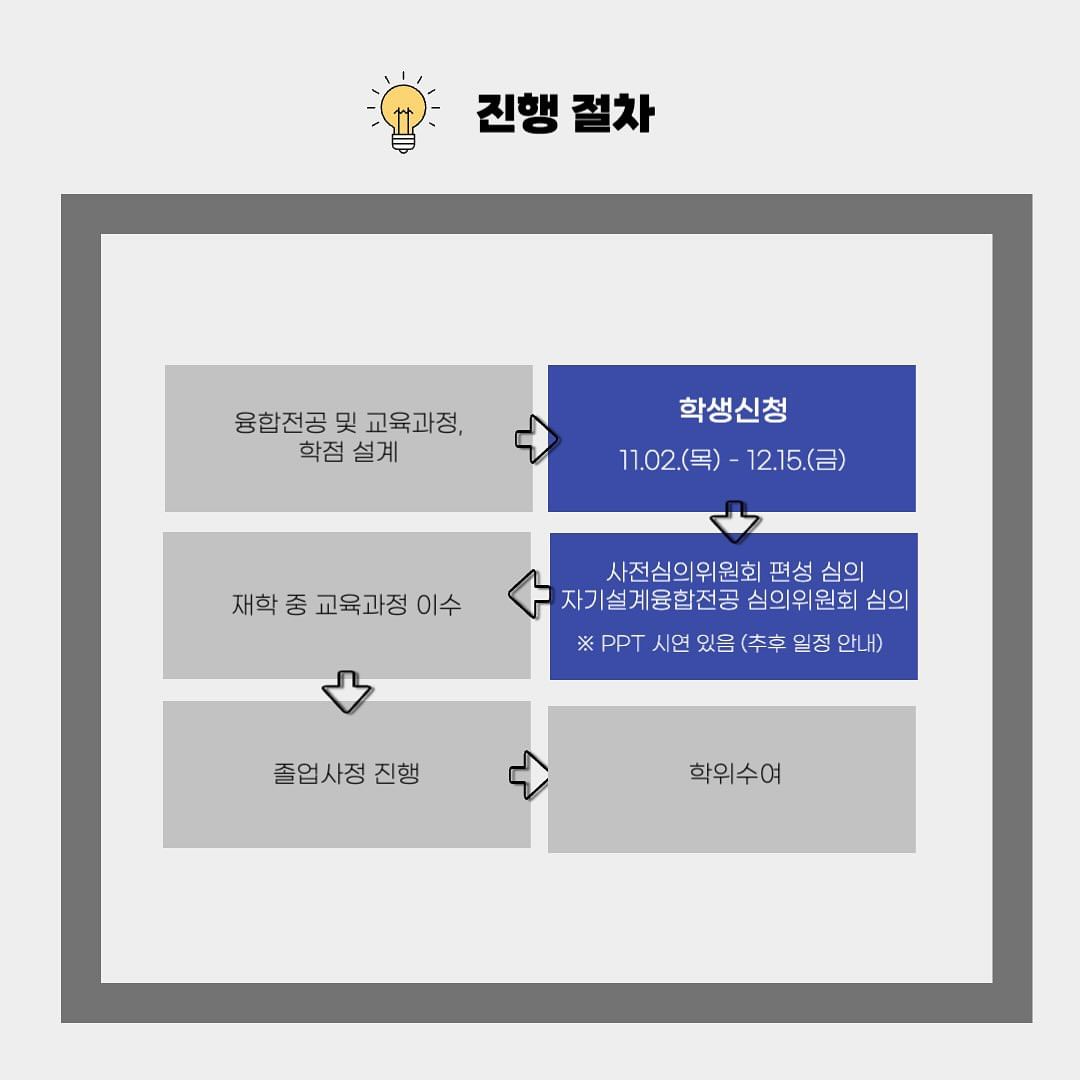 진행 절차
융합전공 및 교육과정,
학점 설계
학생신청
11.02.(목) - 12.15.(금)
사전심의위원회 편성 심의
자기설계융합전공 심의위원회 심의
※ PPT 시연 있음 (추후 일정 안내)
재학 중 교육과정 이수
졸업사정 진행
학위수여